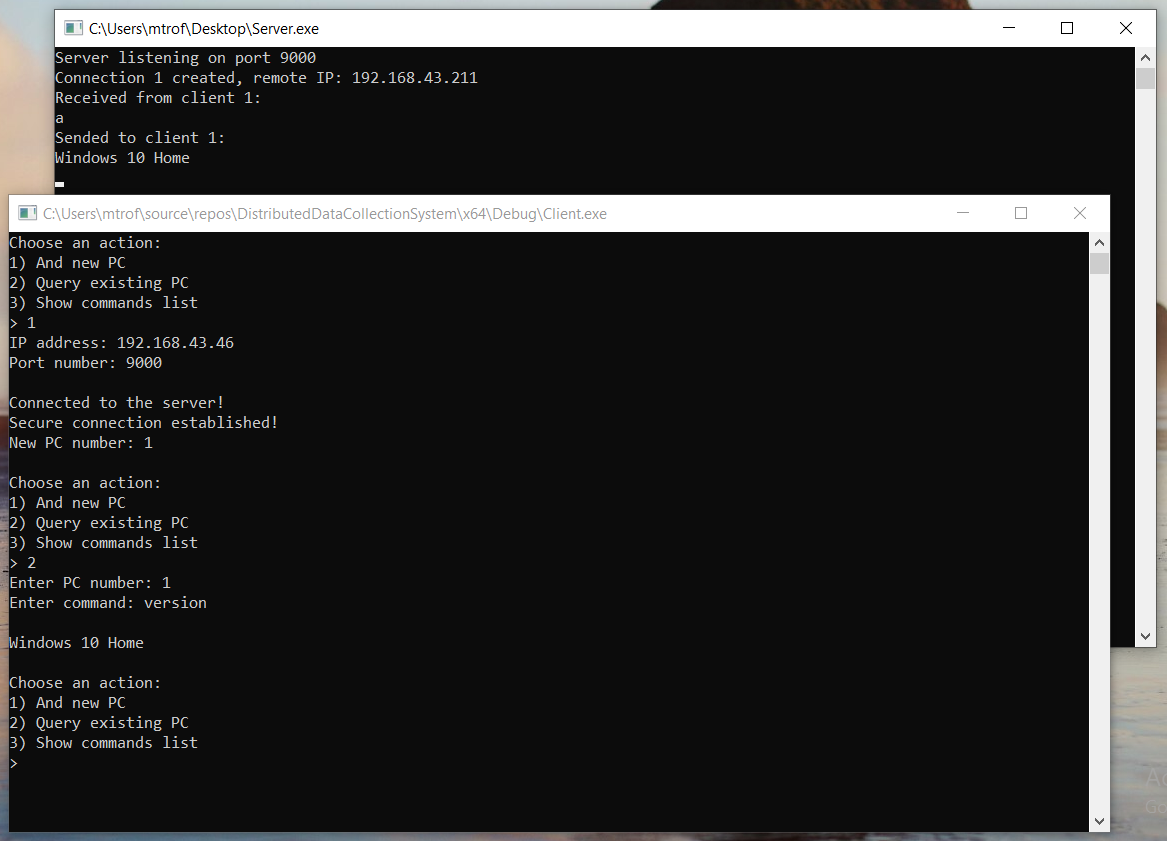 C:\Users\mtrof\Desktop\Server.exe
Server listening on port 9000
Connection 1 created, remote IP: 192.168.43.211
Received from client 1:
a
Sended to client 1:
Windows 10 Home
C:\Users\mtrof\source\repos\DistributedDataCollectionSystem\x64\Debug\Client.exe
Choose an action:
1) And new PC
2) Query existing PC
3) Show commands list
> 1
IP address: 192.168.43.46
Port number: 9000
Connected to the server!
Secure connection established!
New PC number: 1
Choose an action:
1) And new PC
2) Query existing PC
3) Show commands list
> 2
Enter PC number: 1
Enter command: version
Windows 10 Home
Choose an action:
1) And new PC
2) Query existing PC
3) Show commands list
>